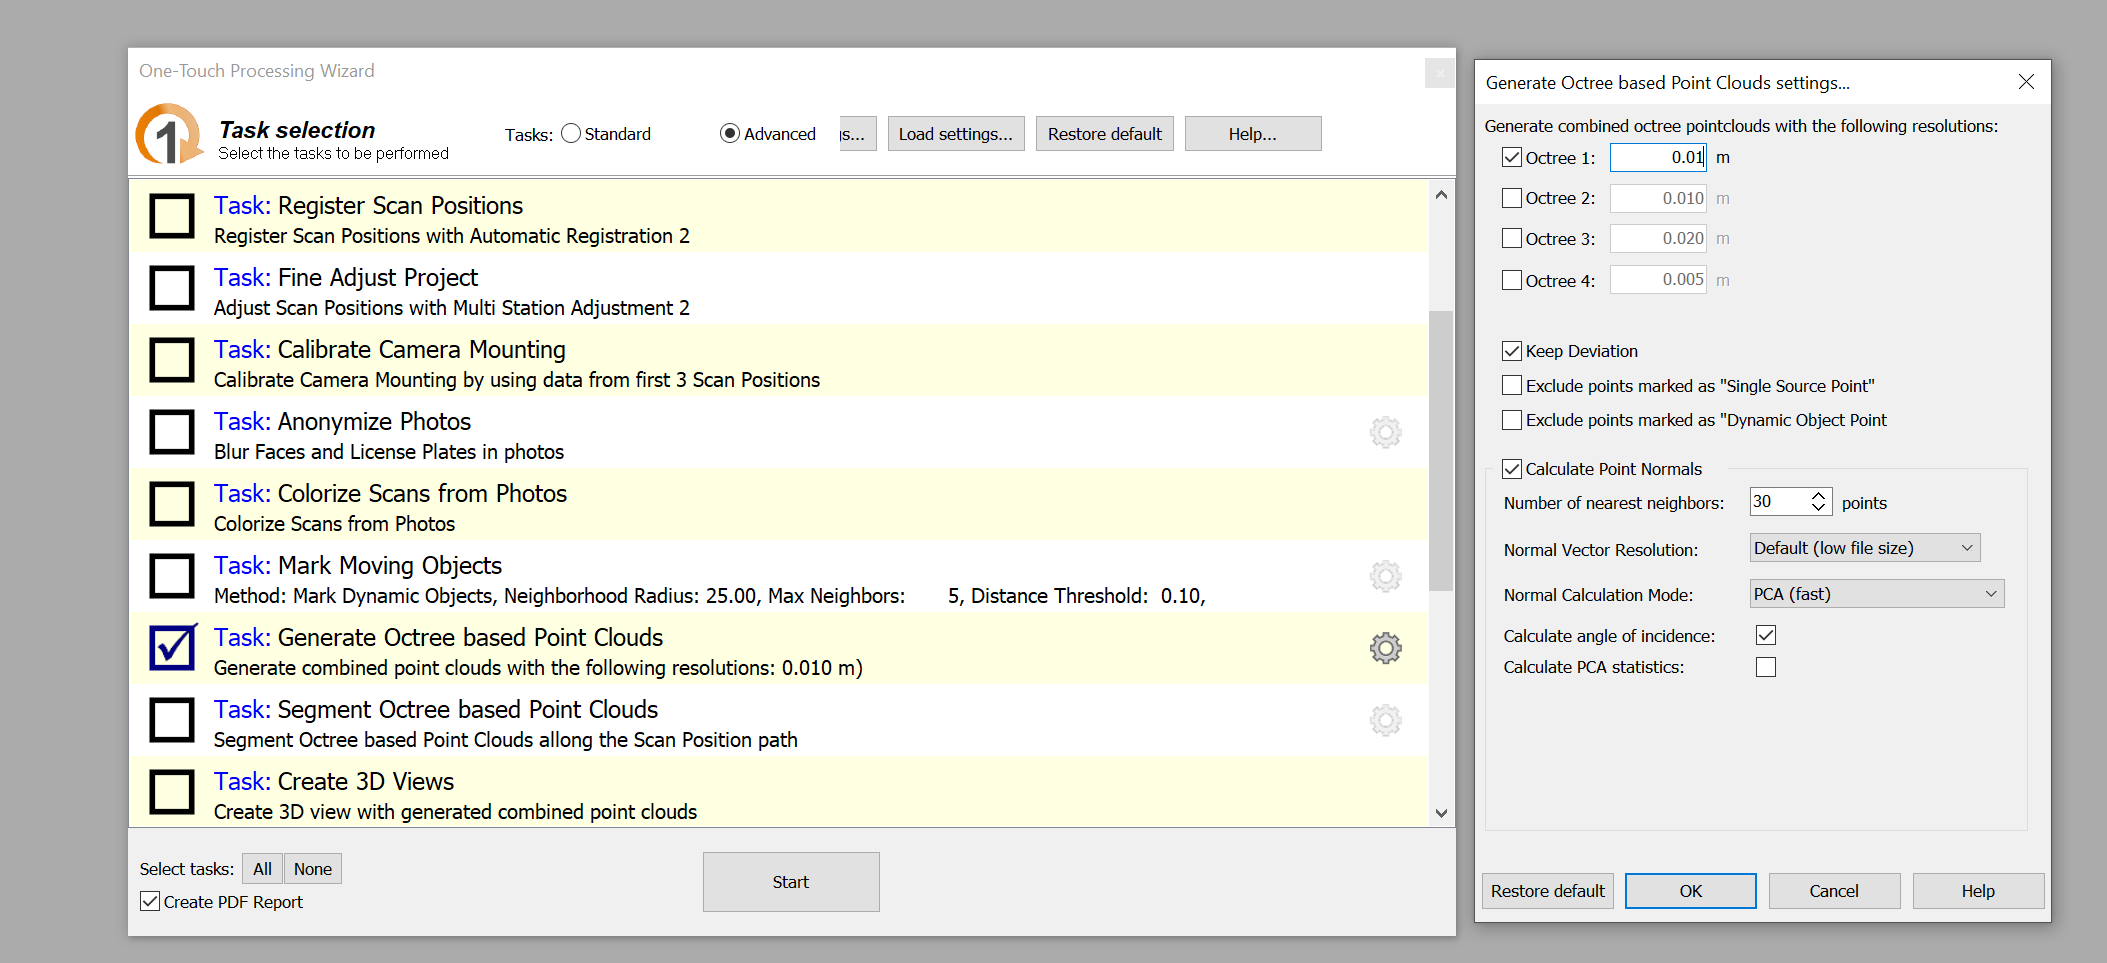 One-Touch Processing Wizard
1
Task selection
Select the tasks to be performed
Tasks: Standard Advanced s... Load settings... Restore default Help...
Task: Register Scan Positions
Register Scan Positions with Automatic Registration 2
Task: Fine Adjust Project
Adjust Scan Positions with Multi Station Adjustment 2
Task: Calibrate Camera Mounting
Calibrate Camera Mounting by using data from first 3 Scan Positions
Task: Anonymize Photos
Blur Faces and License Plates in photos
Task: Colorize Scans from Photos
Colorize Scans from Photos
Task: Mark Moving Objects
Method: Mark Dynamic Objects, Neighborhood Radius: 25.00, Max Neighbors: 5, Distance Threshold: 0.10,
Task: Generate Octree based Point Clouds
Generate combined point clouds with the following resolutions: 0.010 m)
Task: Segment Octree based Point Clouds
Segment Octree based Point Clouds allong the Scan Position path
Task: Create 3D Views
Create 3D view with generated combined point clouds
Select tasks: All None
Create PDF Report
Start
Generate Octree based Point Clouds settings...
Generate combined octree pointclouds with the following resolutions:
Octree 1: 0.01 m
Octree 2: 0.010 m
Octree 3: 0.020 m
Octree 4: 0.005 m
Keep Deviation
Exclude points marked as "Single Source Point"
Exclude points marked as "Dynamic Object Point
Calculate Point Normals
Number of nearest neighbors: 30 points
Normal Vector Resolution: Default (low file size)
Normal Calculation Mode: PCA (fast)
Calculate angle of incidence:
Calculate PCA statistics:
Restore default OK Cancel Help